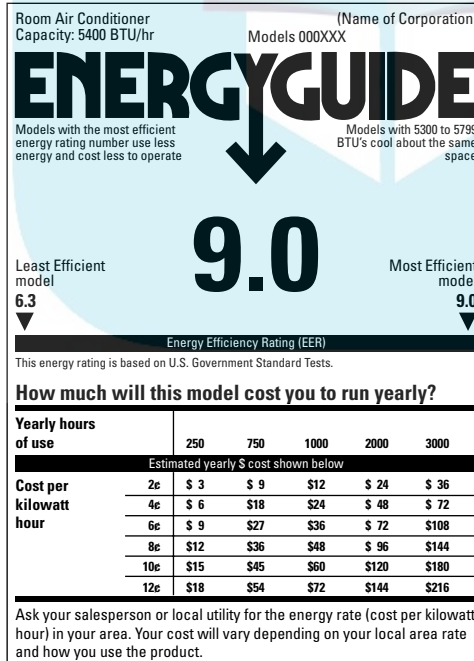 Room Air Conditioner
(Name of Corporation
Capacity: 5400 BTU/hr
Models 000XXX
ENERGYGUIDE
Models with the most efficient
energy rating number use less
energy and cost less to operate
Models with 5300 to 5799
BTU's cool about the same
space
9.0
Least Efficient
model
6.3
Most Efficient
model
9.0
Energy Efficiency Rating (EER)
This energy rating is based on U.S. Government Standard Tests.
How much will this model cost you to run yearly?
Yearly hours
of use 250 750 1000 2000 3000
Estimated yearly $ cost shown below
Cost per 2¢ $ 3 $ 9 $12 $ 24 $ 36
kilowatt 4¢ $ 6 $18 $24 $ 48 $ 72
hour 6¢ $ 9 $27 $36 $ 72 $108
8¢ $12 $36 $48 $ 96 $144
10¢ $15 $45 $60 $120 $180
12¢ $18 $54 $72 $144 $216
Ask your salesperson or local utility for the energy rate (cost per kilowatt
hour) in your area. Your cost will vary depending on your local area rate
and how you use the product.